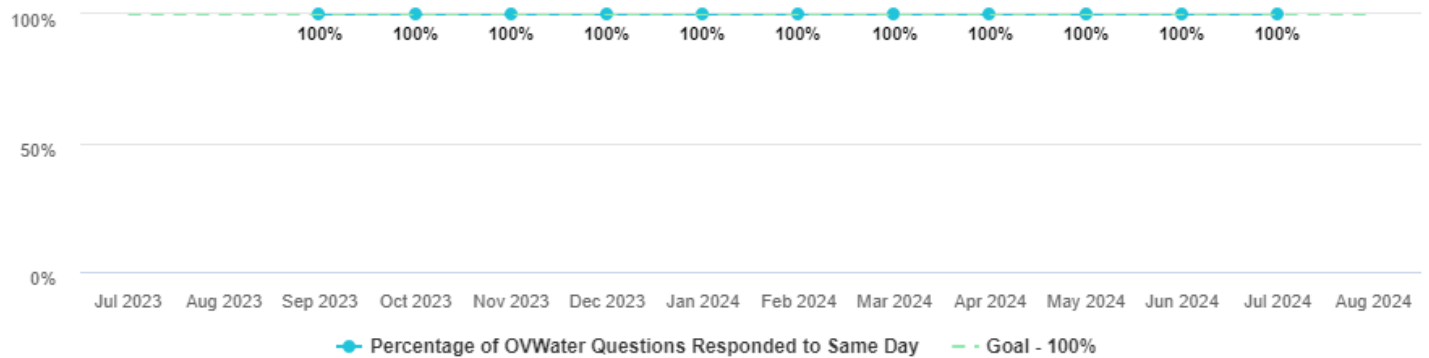 100%
100% 100% 100% 100% 100% 100% 100% 100% 100% 100% 100%
50%
0%
Jul 2023 Aug 2023 Sep 2023 Oct 2023 Nov 2023 Dec 2023 Jan 2024 Feb 2024 Mar 2024 Apr 2024 May 2024 Jun 2024 Jul 2024 Aug 2024
Percentage of OVWater Questions Responded to Same Day Goal - 100%